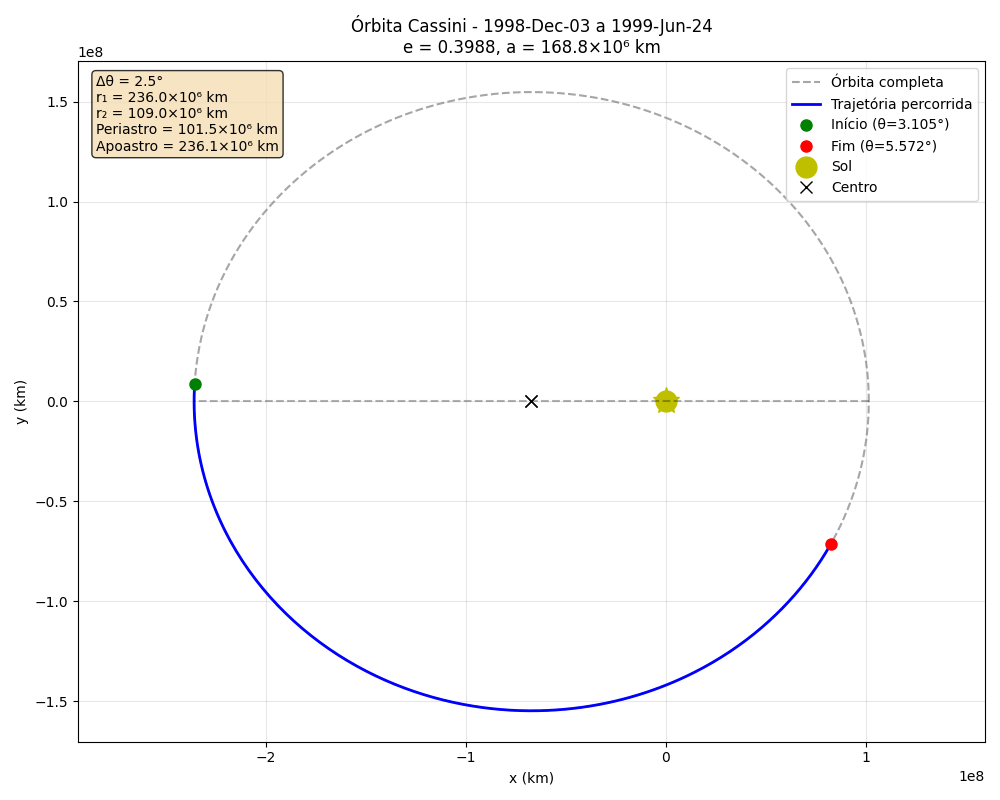 Órbita Cassini - 1998-Dec-03 a 1999-Jun-24
e = 0.3988, a = 168.8×10⁶ km
1e8
Δθ = 2.5°
r₁ = 236.0×10⁶ km
r₂ = 109.0×10⁶ km
Periastro = 101.5×10⁶ km
Apoastro = 236.1×10⁶ km
Órbita completa
Trajetória percorrida
Início (θ=3.105°)
Fim (θ=5.572°)
Sol
Centro
1.5
1.0
0.5
0.0
−0.5
−1.0
−1.5
y (km)
−2
−1
0
1
x (km)
1e8